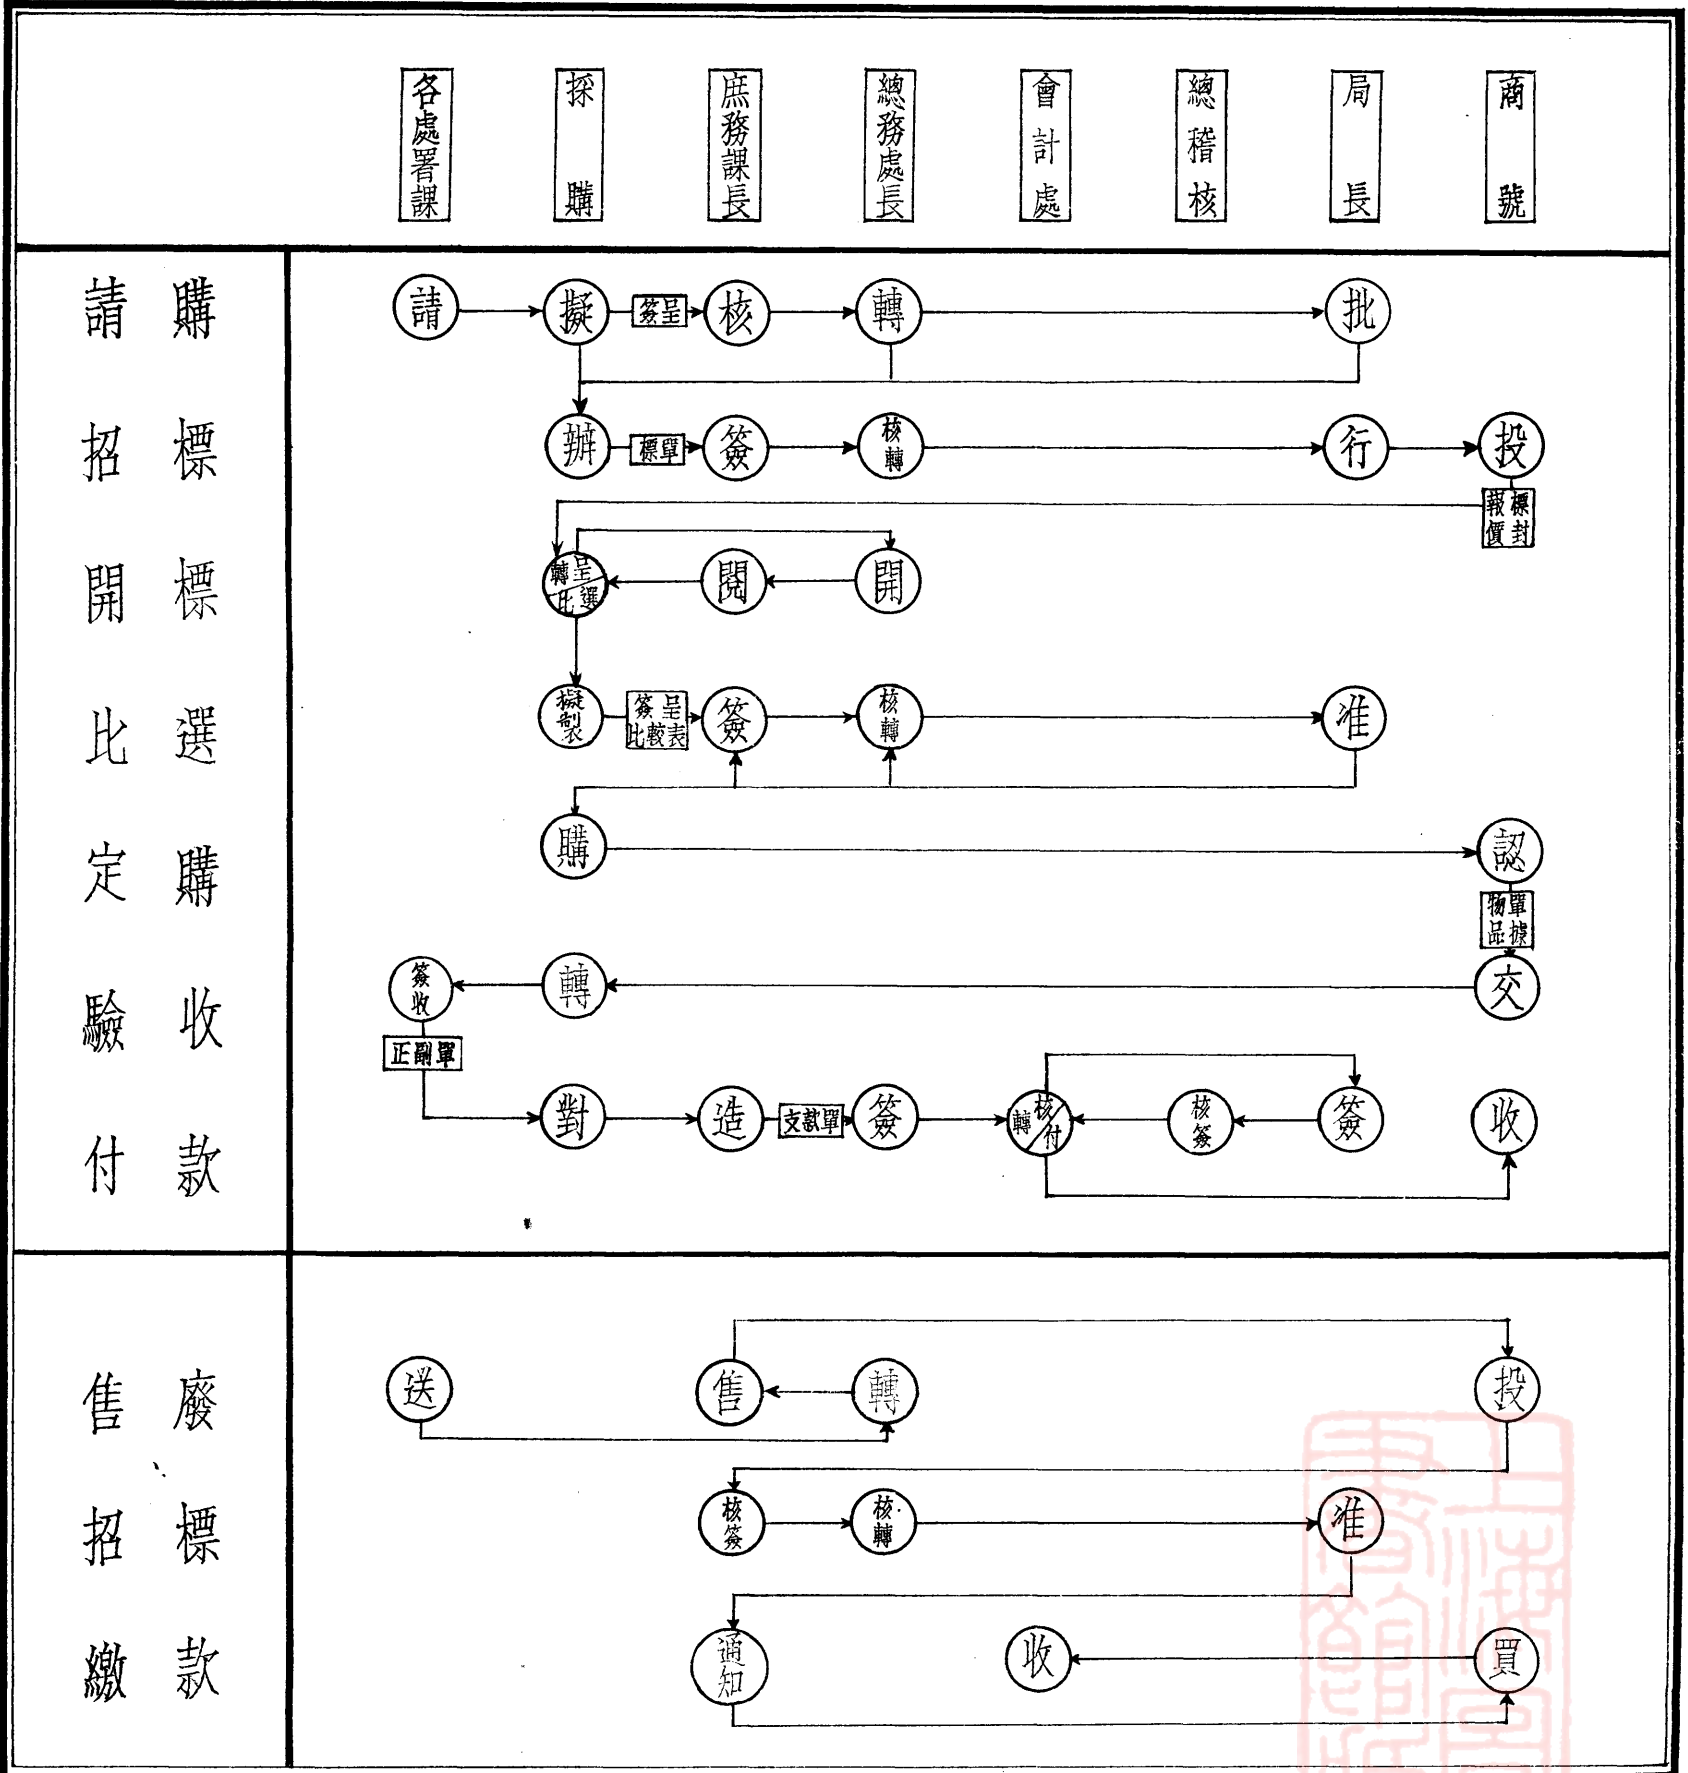 各處署課
採購
庶務課長
總務處長
會計處
總稽核
局長
商號
請購
請
擬
簽呈
核
轉
批
招標
辦
標單
簽
核轉
行
投
標封
報價
開標
轉呈
比選
閱
開
比選
擬製
簽呈
比較表
簽
核轉
准
定購
購
認
單據
物品
驗收
簽收
轉
交
正副單
付款
對
造
支款單
簽
核轉
付
核簽
簽
收
售廢
送
售
轉
投
招標
核簽
核轉
准
繳款
通知
收
買